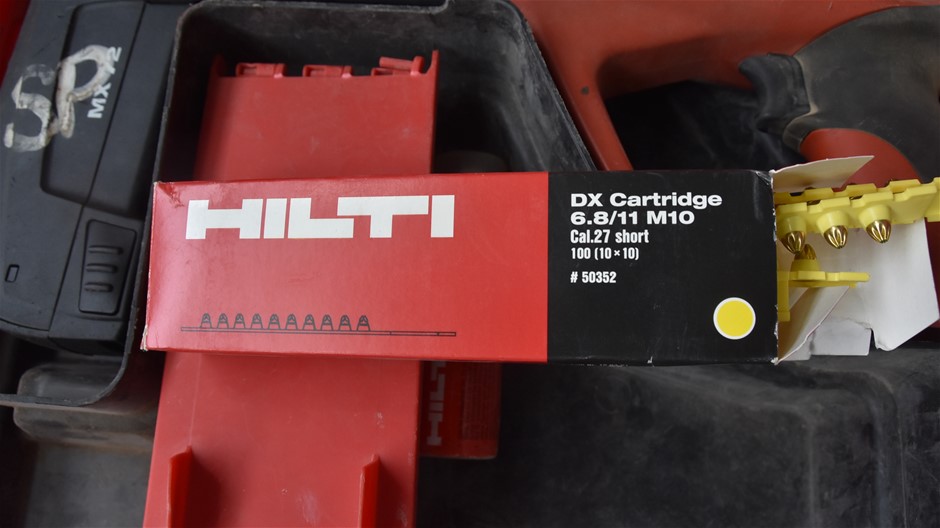 SP
MX 72
HILTI
DX Cartridge
6.8/11 M10
Cal.27 short
100 (10 × 10)
# 50352
HILTI